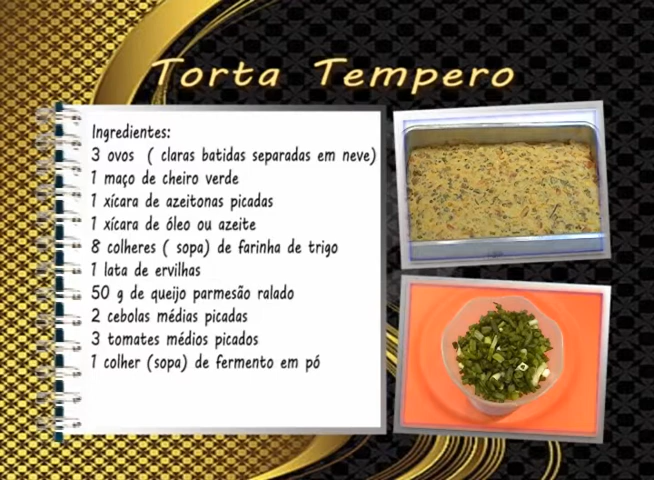 Torta Tempero
Ingredientes:
3 ovos ( claras batidas separadas em neve)
1 maço de cheiro verde
1 xícara de azeitonas picadas
1 xícara de óleo ou azeite
8 colheres ( sopa) de farinha de trigo
1 lata de ervilhas
50 g de queijo parmesão ralado
2 cebolas médias picadas
3 tomates médios picados
1 colher (sopa) de fermento em pó